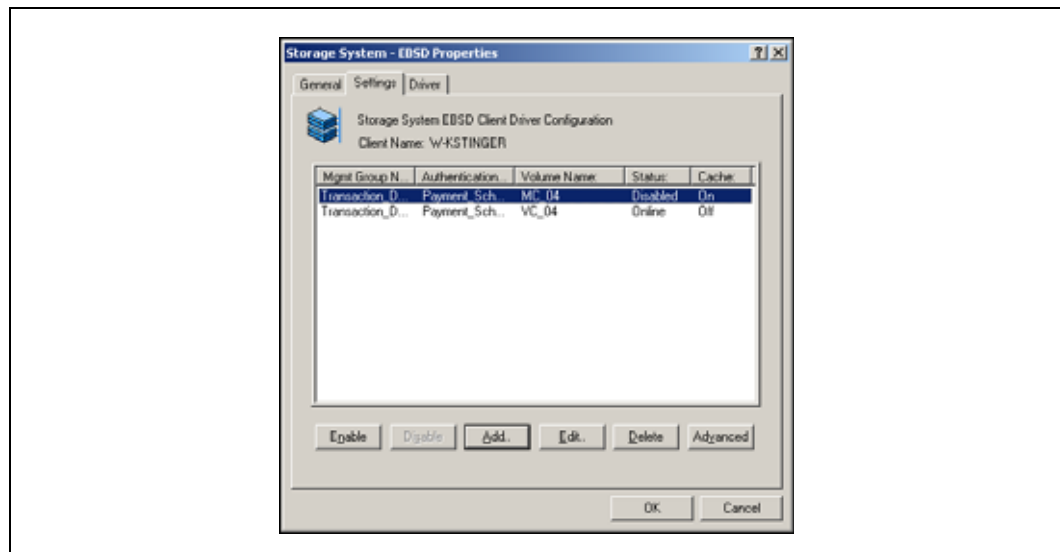 Storage System - EBSD Properties
General Settings Driver
Storage System EBSD Client Driver Configuration
Client Name: W-KSTINGER
Mgmt Group N... Authentication... Volume Name: Status: Cache:
Transaction_D... Payment_Sch... MC_04 Disabled On
Transaction_D... Payment_Sch... VC_04 Online Off
Enable Disable Add.. Edit.. Delete Advanced
OK Cancel